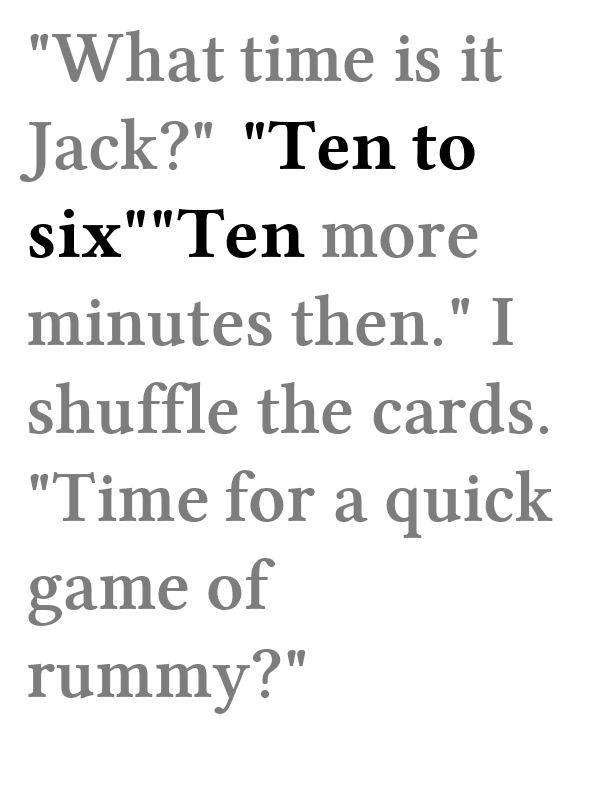 "What time is it
Jack?"  "Ten to
six""Ten more
minutes then." I
shuffle the cards.
"Time for a quick
game of
rummy?"